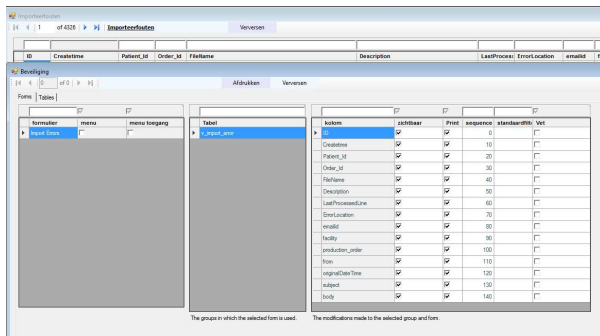 Importeerfouten
1 of 4326 Importeerfouten Verversen
ID Createtime Patient_Id Order_Id FileName Description LastProces: ErrorLocation emailid f
Beveiliging
0 of 0 Afdrukken Verversen
Forms Tables
formulier menu menu toegang
Import Errors
Tabel
v_import_error
kolom zichtbaar Print sequence standaardfilte Vet
ID 0
Createtime 10
Patient_Id 20
Order_Id 30
FileName 40
Description 50
LastProcessedLine 60
ErrorLocation 70
emailid 80
facility 90
production_order 100
from 110
originalDateTime 120
subject 130
body 140
The groups in which the selected form is used.
The modifications made to the selected group and form.